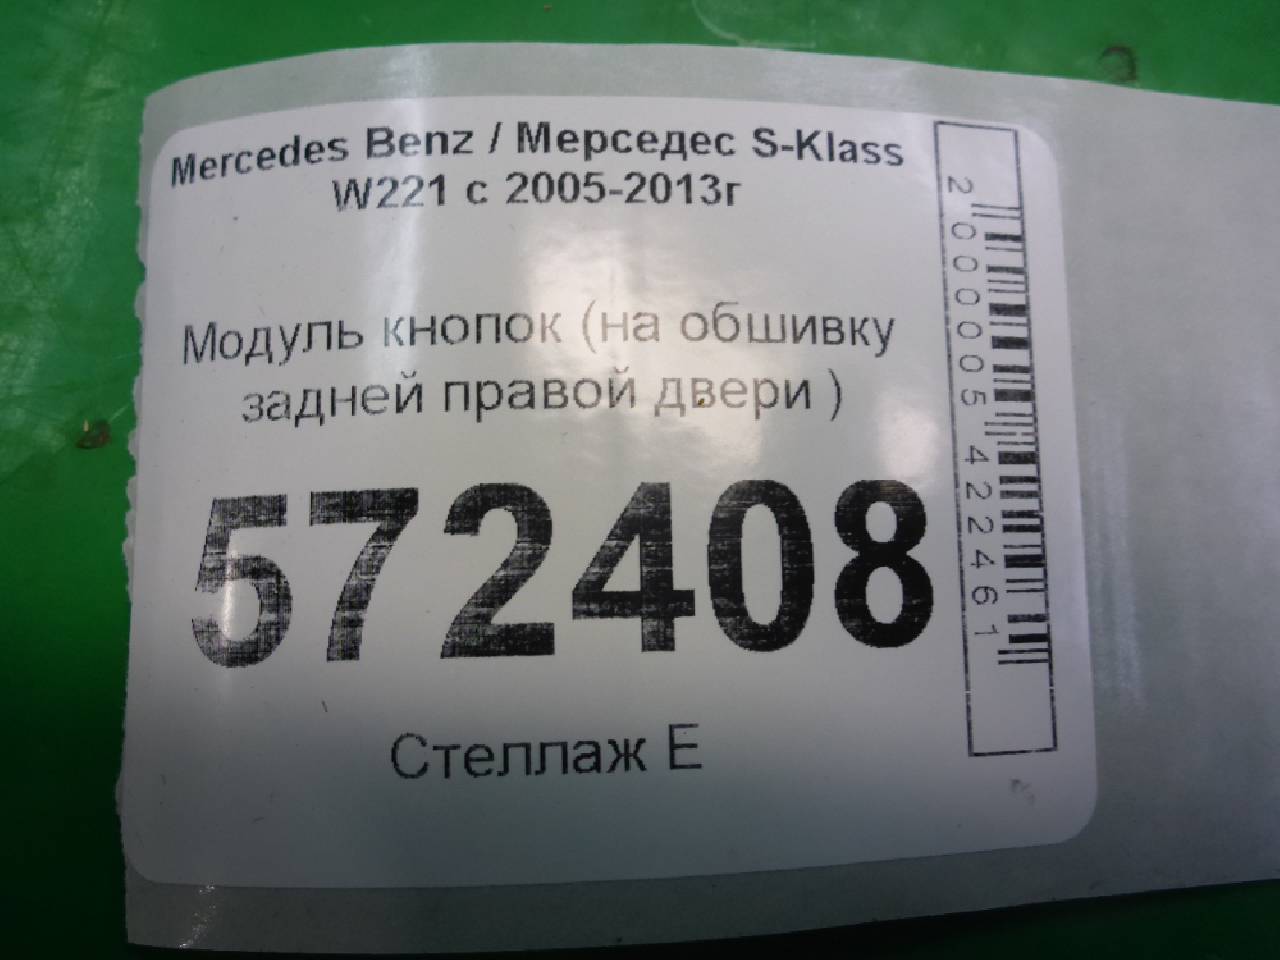 Mercedes Benz / Мерседес S-Klass
W221 с 2005-2013г
Модуль кнопок (на обшивку
задней правой двери )
572408
Стеллаж Е
2000005422461